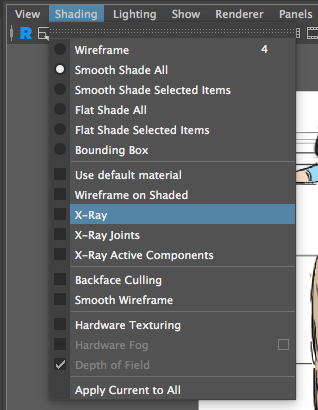 View Shading Lighting Show Renderer Panels
R
Wireframe 4
Smooth Shade All
Smooth Shade Selected Items
Flat Shade All
Flat Shade Selected Items
Bounding Box
Use default material
Wireframe on Shaded
X-Ray
X-Ray Joints
X-Ray Active Components
Backface Culling
Smooth Wireframe
Hardware Texturing
Hardware Fog
Depth of Field
Apply Current to All